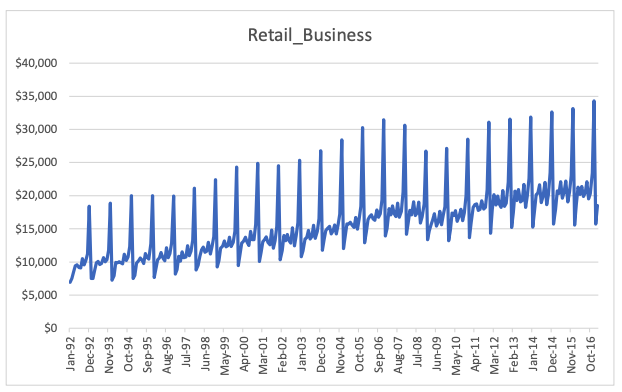 Retail_Business
$40,000
$35,000
$30,000
$25,000
$20,000
$15,000
$10,000
$5,000
$0
Jan-92
Dec-92
Nov-93
Oct-94
Sep-95
Aug-96
Jul-97
Jun-98
May-99
Apr-00
Mar-01
Feb-02
Jan-03
Dec-03
Nov-04
Oct-05
Sep-06
Aug-07
Jul-08
Jun-09
May-10
Apr-11
Mar-12
Feb-13
Jan-14
Dec-14
Nov-15
Oct-16